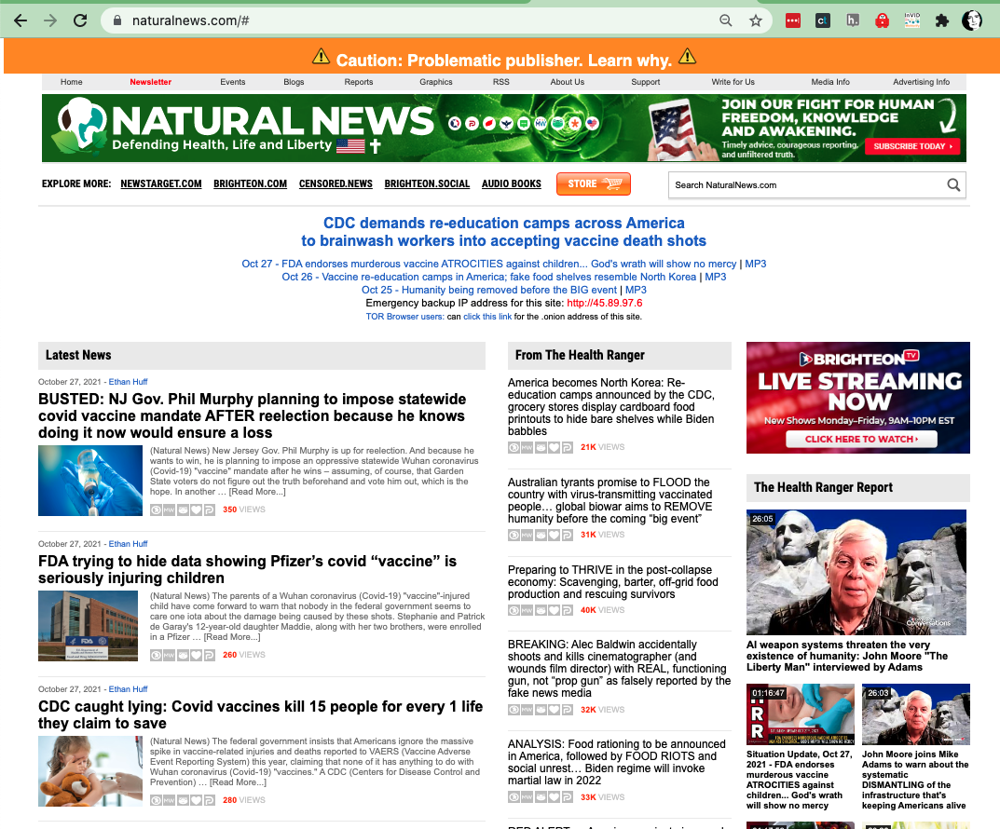 naturalnews.com/#
Caution: Problematic publisher. Learn why.
Home Newsletter Events Blogs Reports Graphics RSS About Us Support Write for Us Media Info Advertising Info
NATURAL NEWS
Defending Health, Life and Liberty
JOIN OUR FIGHT FOR HUMAN
FREEDOM, KNOWLEDGE
AND AWAKENING.
Timely advice, courageous reporting,
and unfiltered truth.
SUBSCRIBE TODAY
EXPLORE MORE: NEWSTARGET.COM BRIGHTEON.COM CENSORED.NEWS BRIGHTEON.SOCIAL AUDIO BOOKS STORE
Search NaturalNews.com
CDC demands re-education camps across America
to brainwash workers into accepting vaccine death shots
Oct 27 - FDA endorses murderous vaccine ATROCITIES against children... God's wrath will show no mercy | MP3
Oct 26 - Vaccine re-education camps in America; fake food shelves resemble North Korea | MP3
Oct 25 - Humanity being removed before the BIG event | MP3
Emergency backup IP address for this site: http://45.89.97.6
TOR Browser users: can click this link for the .onion address of this site.
Latest News
October 27, 2021 - Ethan Huff
BUSTED: NJ Gov. Phil Murphy planning to impose statewide
covid vaccine mandate AFTER reelection because he knows
doing it now would ensure a loss
(Natural News) New Jersey Gov. Phil Murphy is up for reelection. And because he
wants to win, he is planning to impose an oppressive statewide Wuhan coronavirus
(Covid-19) "vaccine" mandate after he wins – assuming, of course, that Garden
State voters do not figure out the truth beforehand and vote him out, which is the
hope. In another … [Read More...]
350 VIEWS
October 27, 2021 - Ethan Huff
FDA trying to hide data showing Pfizer's covid “vaccine” is
seriously injuring children
FDA
(Natural News) The parents of a Wuhan coronavirus (Covid-19) "vaccine"-injured
child have come forward to warn that nobody in the federal government seems to
care one iota about the damage being caused by these shots. Stephanie and Patrick
de Garay's 12-year-old daughter Maddie, along with her two brothers, were enrolled
in a Pfizer … [Read More...]
260 VIEWS
October 27, 2021 - Ethan Huff
CDC caught lying: Covid vaccines kill 15 people for every 1 life
they claim to save
(Natural News) The federal government insists that Americans ignore the massive
spike in vaccine-related injuries and deaths reported to VAERS (Vaccine Adverse
Event Reporting System) this year, claiming that none of it has anything to do with
Wuhan coronavirus (Covid-19) "vaccines." A CDC (Centers for Disease Control and
Prevention) … [Read More...]
280 VIEWS
From The Health Ranger
America becomes North Korea: Re-
education camps announced by the CDC,
grocery stores display cardboard food
printouts to hide bare shelves while Biden
babbles
21K VIEWS
Australian tyrants promise to FLOOD the
country with virus-transmitting vaccinated
people… global biowar aims to REMOVE
humanity before the coming “big event”
31K VIEWS
Preparing to THRIVE in the post-collapse
economy: Scavenging, barter, off-grid food
production and rescuing survivors
40K VIEWS
BREAKING: Alec Baldwin accidentally
shoots and kills cinematographer (and
wounds film director) with REAL, functioning
gun, not “prop gun” as falsely reported by the
fake news media
32K VIEWS
ANALYSIS: Food rationing to be announced
in America, followed by FOOD RIOTS and
social unrest… Biden regime will invoke
martial law in 2022
33K VIEWS
BRIGHTEON TV
LIVE STREAMING
NOW
New Shows Monday-Friday, 9AM-10PM EST
CLICK HERE TO WATCH
The Health Ranger Report
26:05
Conversations
AI weapon systems threaten the very
existence of humanity: John Moore "The
Liberty Man" interviewed by Adams
01:16:47
Situation Update, Oct 27,
2021 - FDA endorses
murderous vaccine
ATROCITIES against
children... God's wrath
will show no mercy
26:03
John Moore joins Mike
Adams to warn about the
systematic
DISMANTLING of the
infrastructure that's
keeping Americans alive